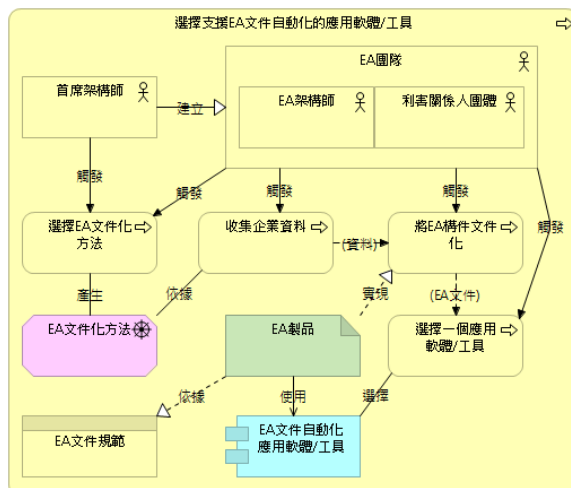 選擇支援EA文件自動化的應用軟體/工具
EA團隊
首席架構師
建立
EA架構師
利害關係人團體
觸發
觸發
觸發
觸發
觸發
選擇EA文件化
方法
收集企業資料
(資料)
將EA構件文件
化
產生
依據
實現
(EA文件)
EA文件化方法
EA製品
選擇一個應用
軟體/工具
依據
使用
選擇
EA文件規範
EA文件自動化
應用軟體/工具